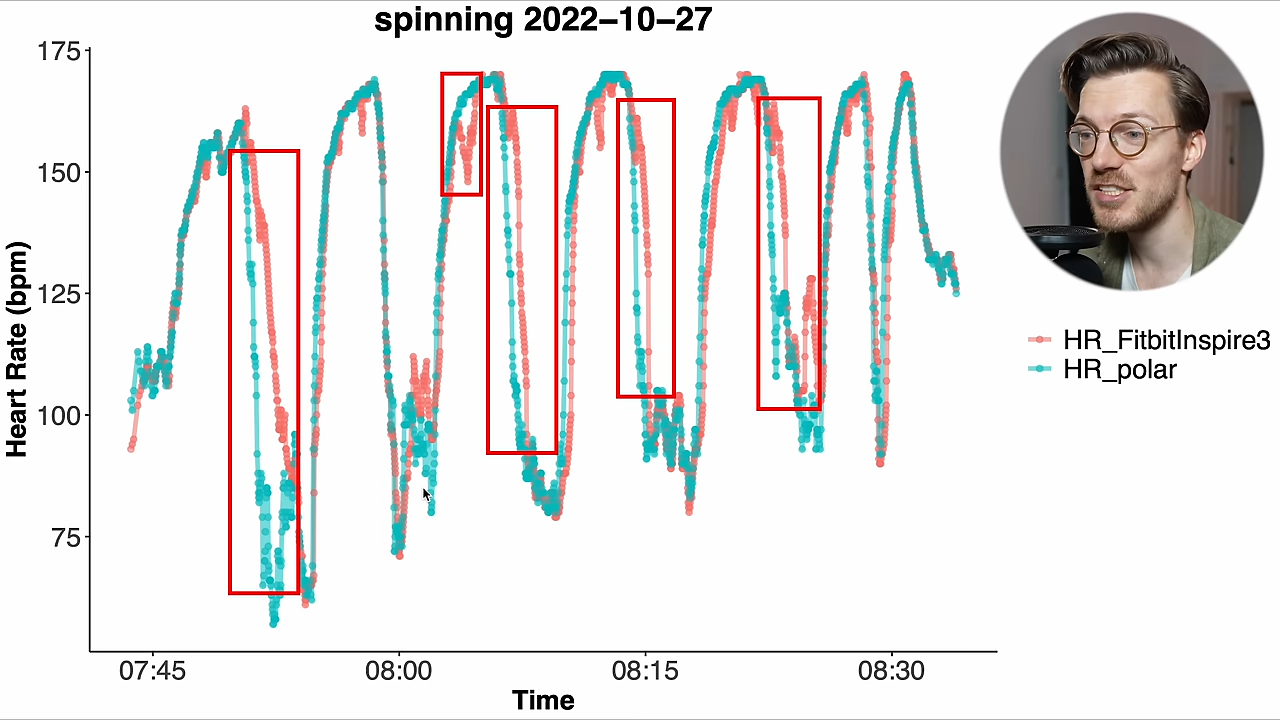 spinning 2022–10–27
175
150
125
100
75
Heart Rate (bpm)
07:45
08:00
08:15
08:30
Time
HR_FitbitInspire3
HR_polar